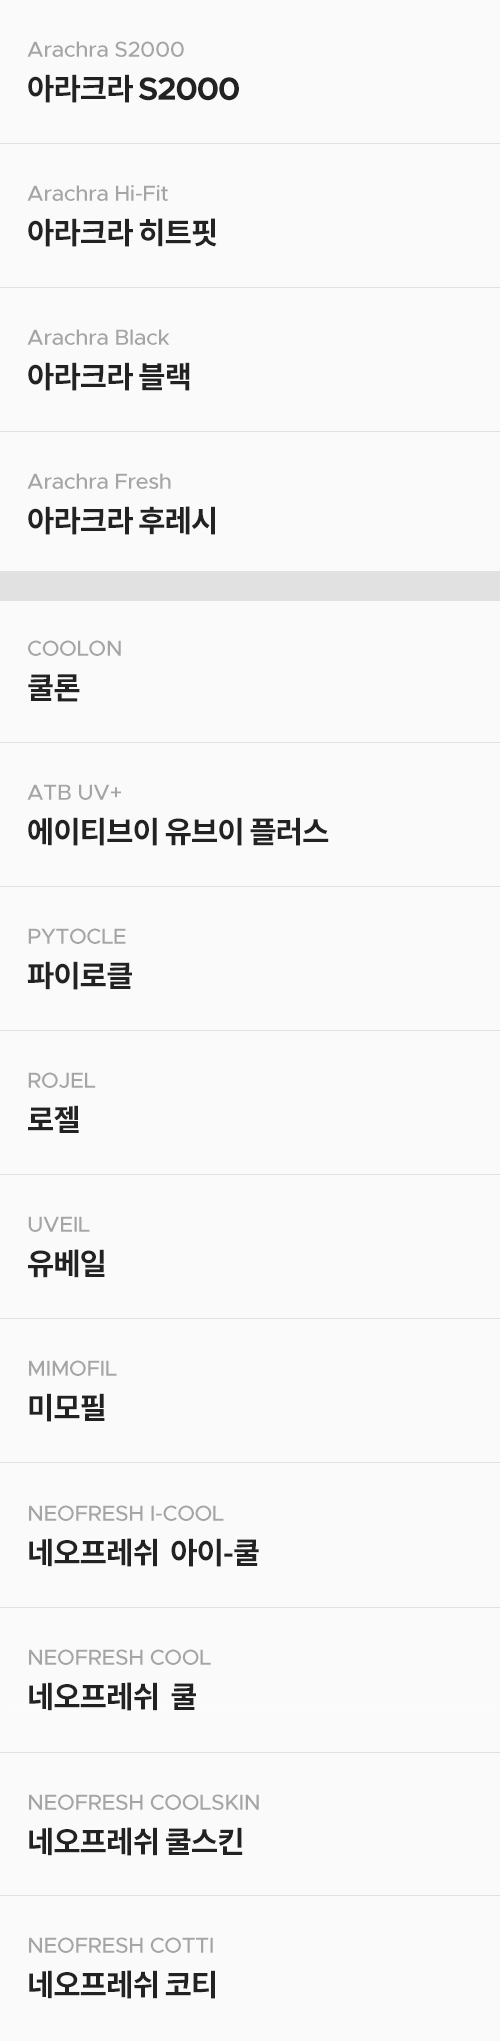 Arachra S2000
아라크라 S2000
Arachra Hi-Fit
아라크라 히트핏
Arachra Black
아라크라 블랙
Arachra Fresh
아라크라 후레시
COOLON
쿨론
ATB UV+
에이티브이 유브이 플러스
PYTOCLE
파이로클
ROJEL
로젤
UVEIL
유베일
MIMOFIL
미모필
NEOFRESH I-COOL
네오프레쉬 아이-쿨
NEOFRESH COOL
네오프레쉬 쿨
NEOFRESH COOLSKIN
네오프레쉬 쿨스킨
NEOFRESH COTTI
네오프레쉬 코티